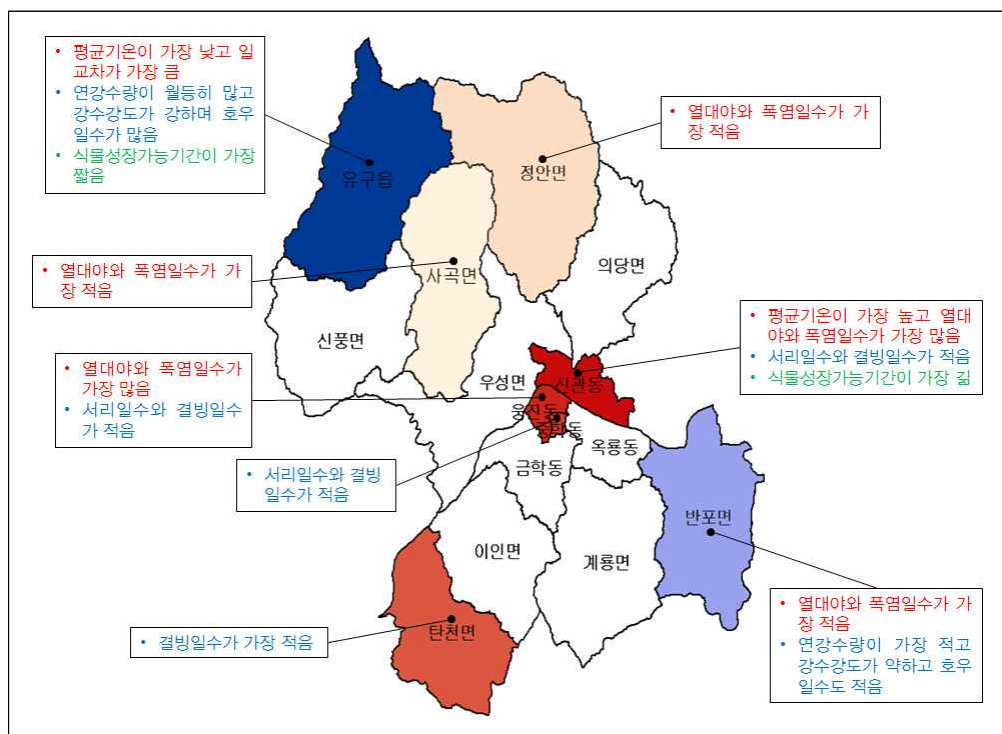 • 평균기온이 가장 낮고 일
교차가 가장 큼
• 연강수량이 월등히 많고
강수강도가 강하며 호우
일수가 많음
• 식물성장가능기간이 가장
짧음
• 열대야와 폭염일수가 가
장 적음
유구읍
정안면
• 열대야와 폭염일수가 가
장 적음
사곡면
의당면
신풍면
• 평균기온이 가장 높고 열대
야와 폭염일수가 가장 많음
• 서리일수와 결빙일수가 적음
• 식물성장가능기간이 가장 긺
• 열대야와 폭염일수가
가장 많음
• 서리일수와 결빙일수
가 적음
우성면
신관동
웅진동
중학동
옥룡동
금학동
• 서리일수와 결빙
일수가 적음
반포면
이인면
계룡면
• 열대야와 폭염일수가 가
장 적음
• 연강수량이 가장 적고
강수강도가 약하고 호우
일수도 적음
탄천면
• 결빙일수가 가장 적음